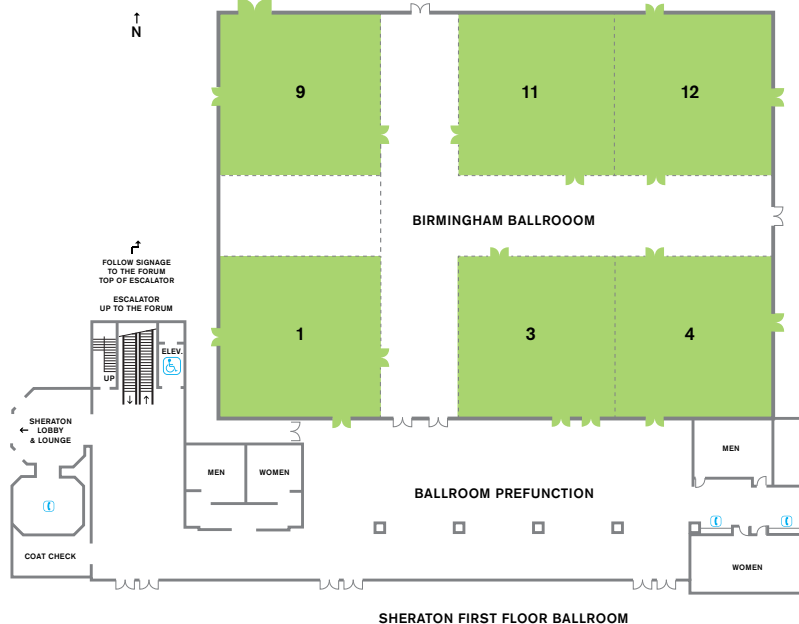 ↑
N
9
11
12
BIRMINGHAM BALLROOOM
FOLLOW SIGNAGE
TO THE FORUM
TOP OF ESCALATOR
ESCALATOR
UP TO THE FORUM
1
3
4
ELEV.
UP
↓ ↑
← SHERATON
LOBBY
& LOUNGE
MEN
WOMEN
MEN
BALLROOM PREFUNCTION
COAT CHECK
WOMEN
SHERATON FIRST FLOOR BALLROOM